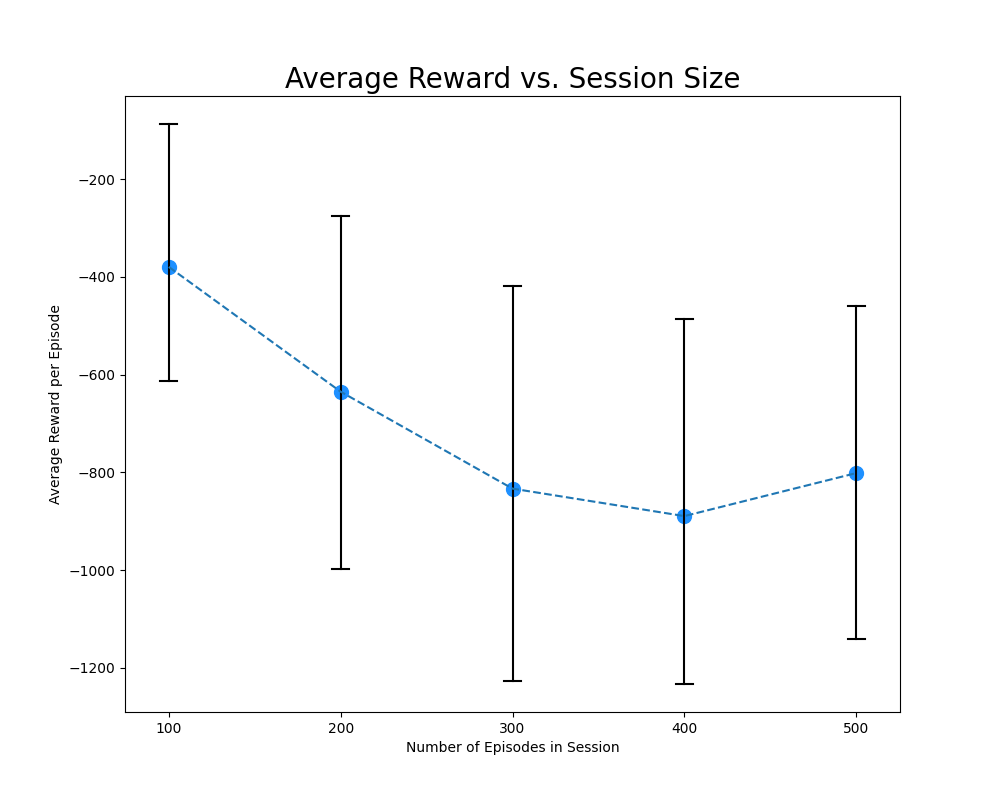 Average Reward vs. Session Size
−200
−400
−600
−800
−1000
−1200
Average Reward per Episode
100 200 300 400 500
Number of Episodes in Session